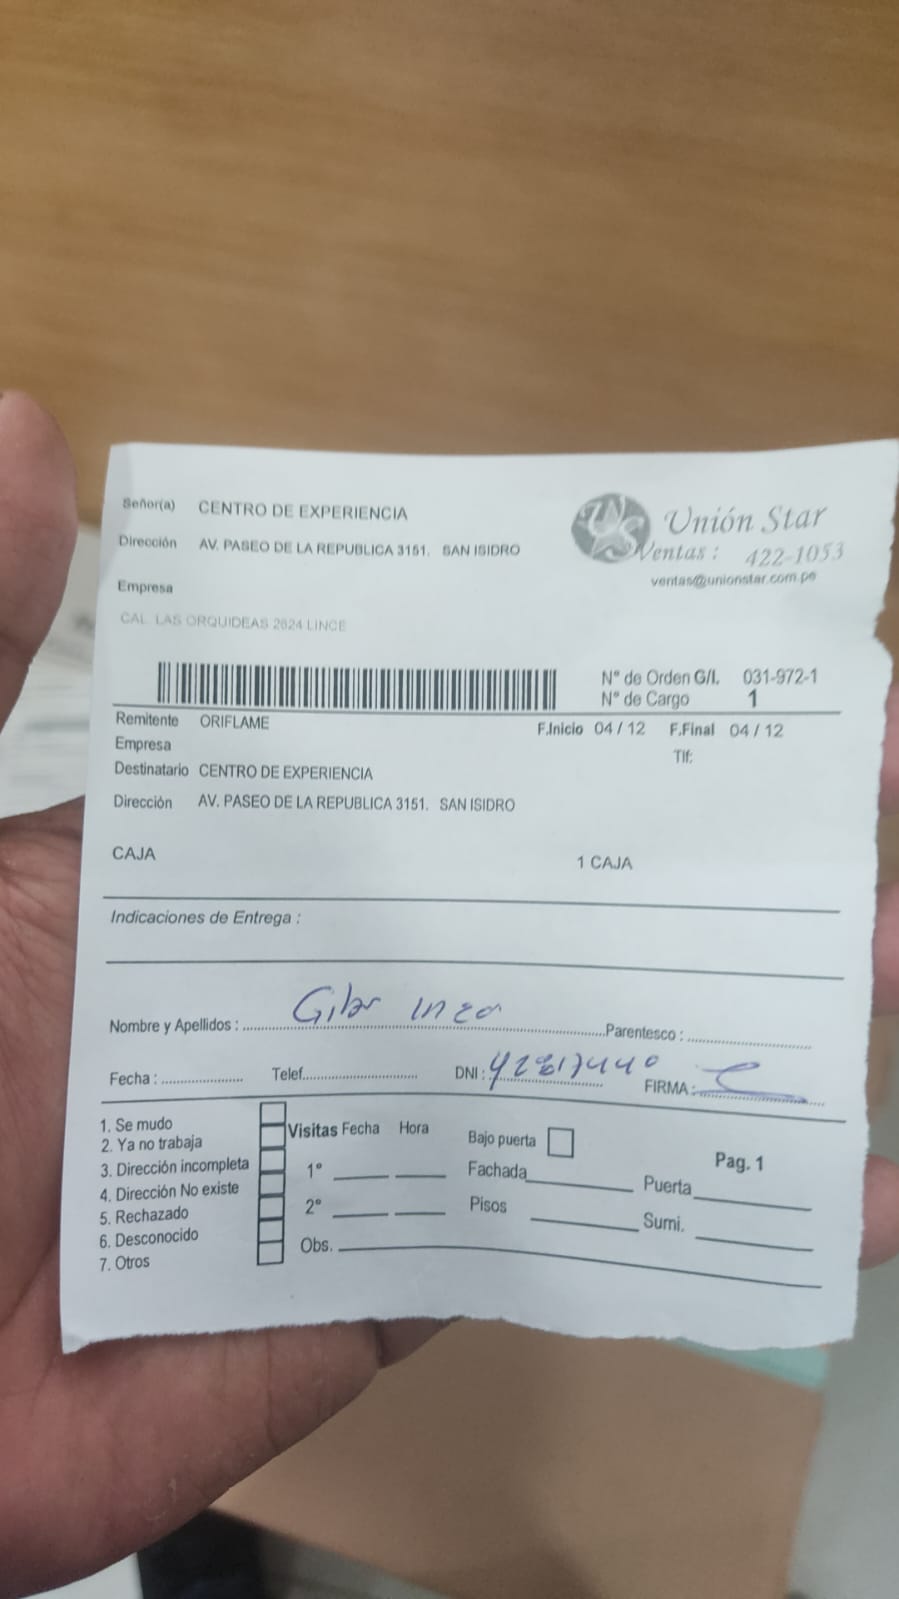 Señor(a) CENTRO DE EXPERIENCIA
Dirección AV. PASEO DE LA REPUBLICA 3151. SAN ISIDRO
Unión Star
Ventas : 422-1053
ventas@unionstar.com.pe
Empresa
CAL. LAS ORQUIDEAS 2624 LINCE
N° de Orden G/I. 031-972-1
N° de Cargo 1
Remitente ORIFLAME
F.Inicio 04 / 12 F.Final 04 / 12
Empresa
Tlf:
Destinatario CENTRO DE EXPERIENCIA
Dirección AV. PASEO DE LA REPUBLICA 3151. SAN ISIDRO
CAJA 1 CAJA
Indicaciones de Entrega :
Nombre y Apellidos : Parentesco :
Fecha : Telef. DNI : FIRMA :
1. Se mudo
2. Ya no trabaja
3. Dirección incompleta
4. Dirección No existe
5. Rechazado
6. Desconocido
7. Otros
Visitas Fecha Hora
1°
2°
Obs.
Bajo puerta
Fachada
Pisos
Pag. 1
Puerta
Sumi.